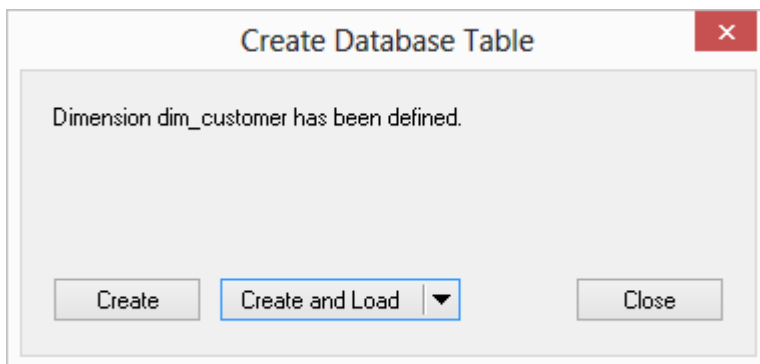 Create Database Table
Dimension dim_customer has been defined.
Create
Create and Load
Close